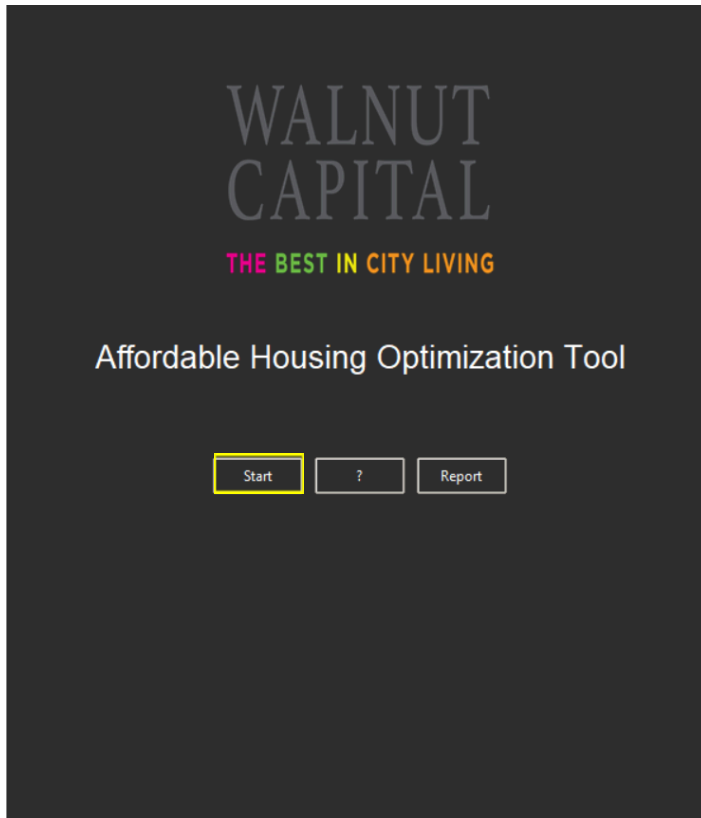 WALNUT
CAPITAL
THE BEST IN CITY LIVING
Affordable Housing Optimization Tool
Start
?
Report